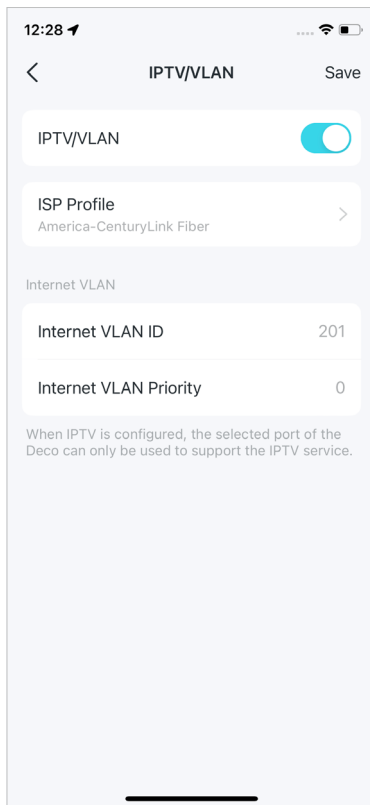 12:28
IPTV/VLAN
Save
IPTV/VLAN
ISP Profile
America-CenturyLink Fiber
Internet VLAN
Internet VLAN ID
201
Internet VLAN Priority
0
When IPTV is configured, the selected port of the
Deco can only be used to support the IPTV service.